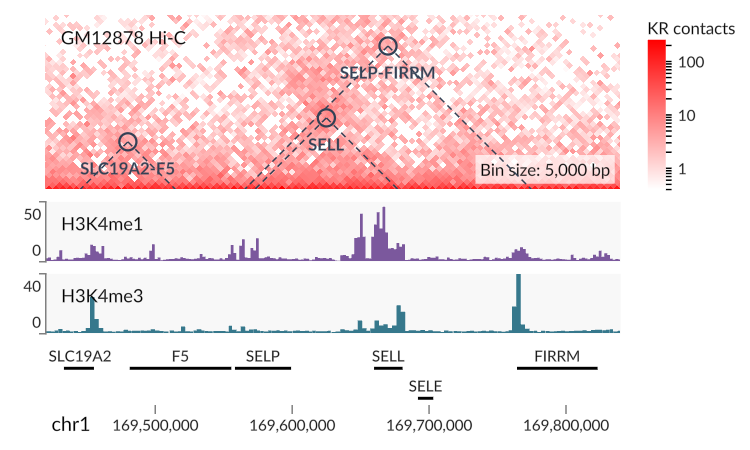 KR contacts
GM12878 Hi-C
100
SELP-FIRRM
10
SELL
SLC19A2-F5
Bin size: 5,000 bp
1
50
H3K4me1
0
40
H3K4me3
0
SLC19A2 F5 SELP SELL FIRRM
SELE
chr1 169,500,000 169,600,000 169,700,000 169,800,000